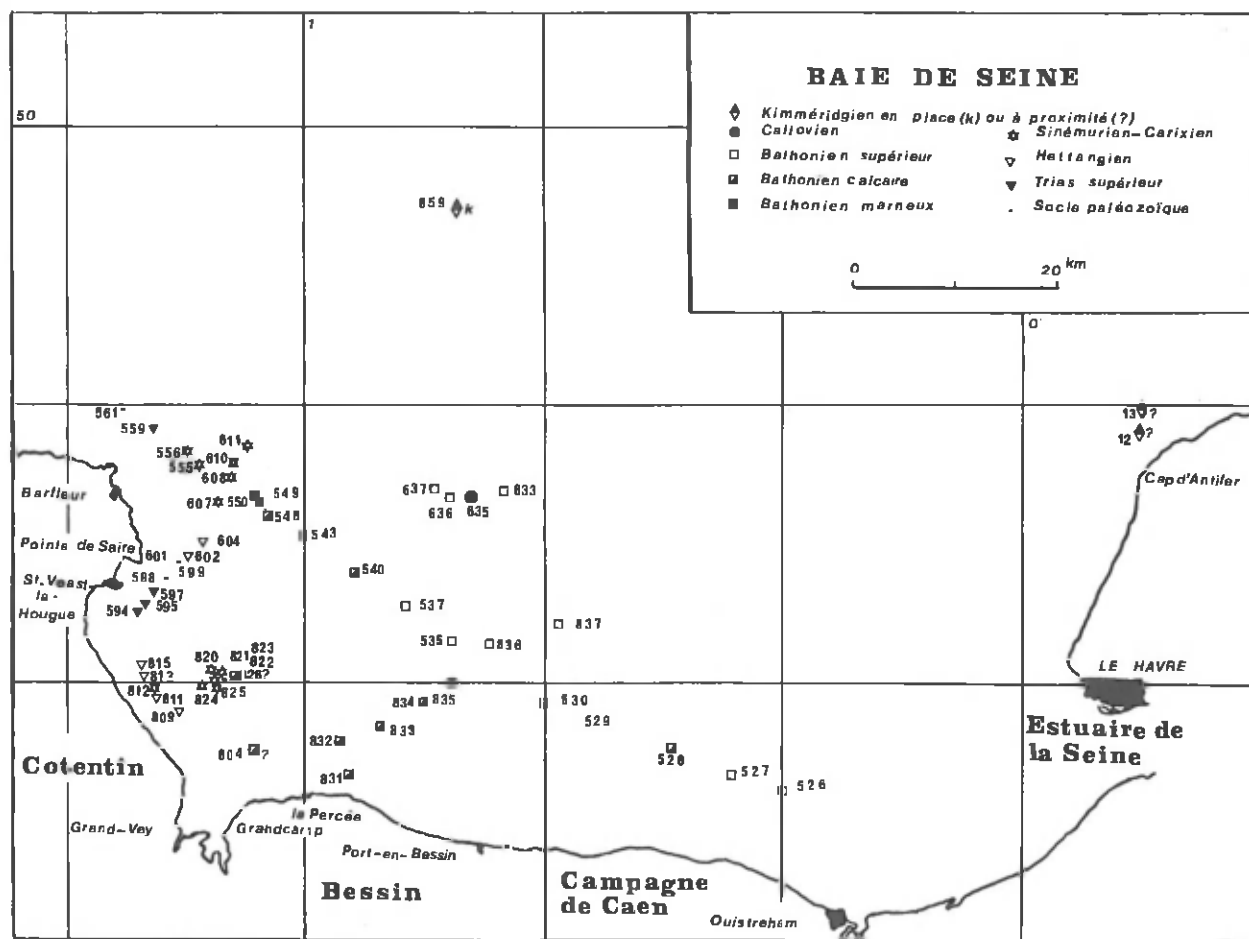 1
BAIE DE SEINE
Kimméridgien en place (k) ou à proximité (?)
Callovien
Sinémurian-Carixien
Bathonien supérieur
Hettangien
Bathonien calcaire
Trias supérieur
Bathonien marneux
Socle paléozoïque
50
0 20 km
0
859 k
561
559
556
555
610
611
608
607
550
549
548
543
637
636
635
633
13 ?
12 ?
Cap d'Antifer
Barfleur
Pointe de Saire
601
602
604
St. Vaast-
la-
Hougue
598
599
597
595
594
540
537
535
836
837
815
812
811
809
820
821
823
822
824
825
804 ?
834
835
833
832
831
830
529
528
527
526
LE HAVRE
Estuaire de
la Seine
Cotentin
Grand-Vey
Grandcamp
la Percée
Port-en-Bessin
Bessin
Campagne
de Caen
Ouistreham